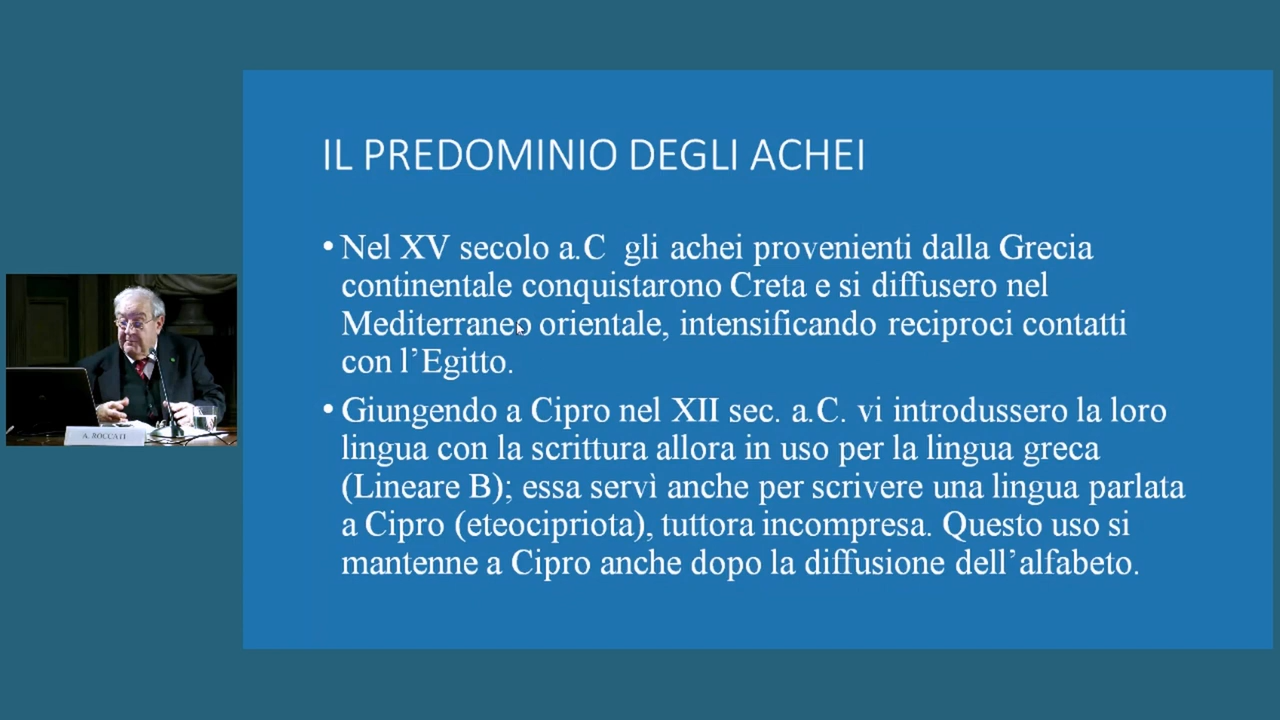 IL PREDOMINIO DEGLI ACHEI
• Nel XV secolo a.C  gli achei provenienti dalla Grecia
continentale conquistarono Creta e si diffusero nel
Mediterraneo orientale, intensificando reciproci contatti
con l’Egitto.
• Giungendo a Cipro nel XII sec. a.C. vi introdussero la loro
lingua con la scrittura allora in uso per la lingua greca
(Lineare B); essa servì anche per scrivere una lingua parlata
a Cipro (eteocipriota), tuttora incompresa. Questo uso si
mantenne a Cipro anche dopo la diffusione dell’alfabeto.
A. ROCCATI